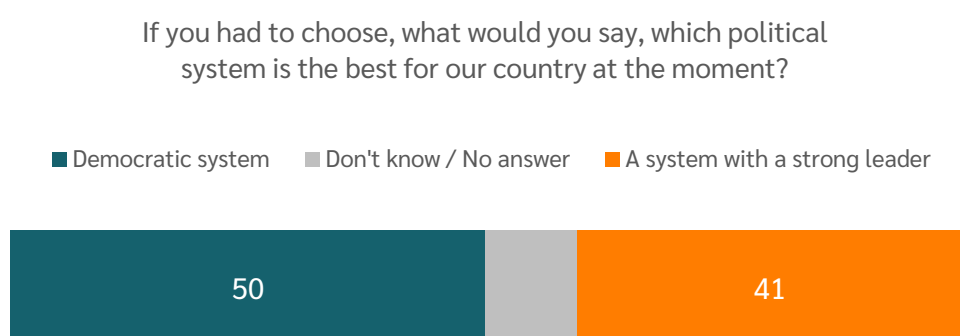 If you had to choose, what would you say, which political
system is the best for our country at the moment?
Democratic system
Don't know / No answer
A system with a strong leader
50
41